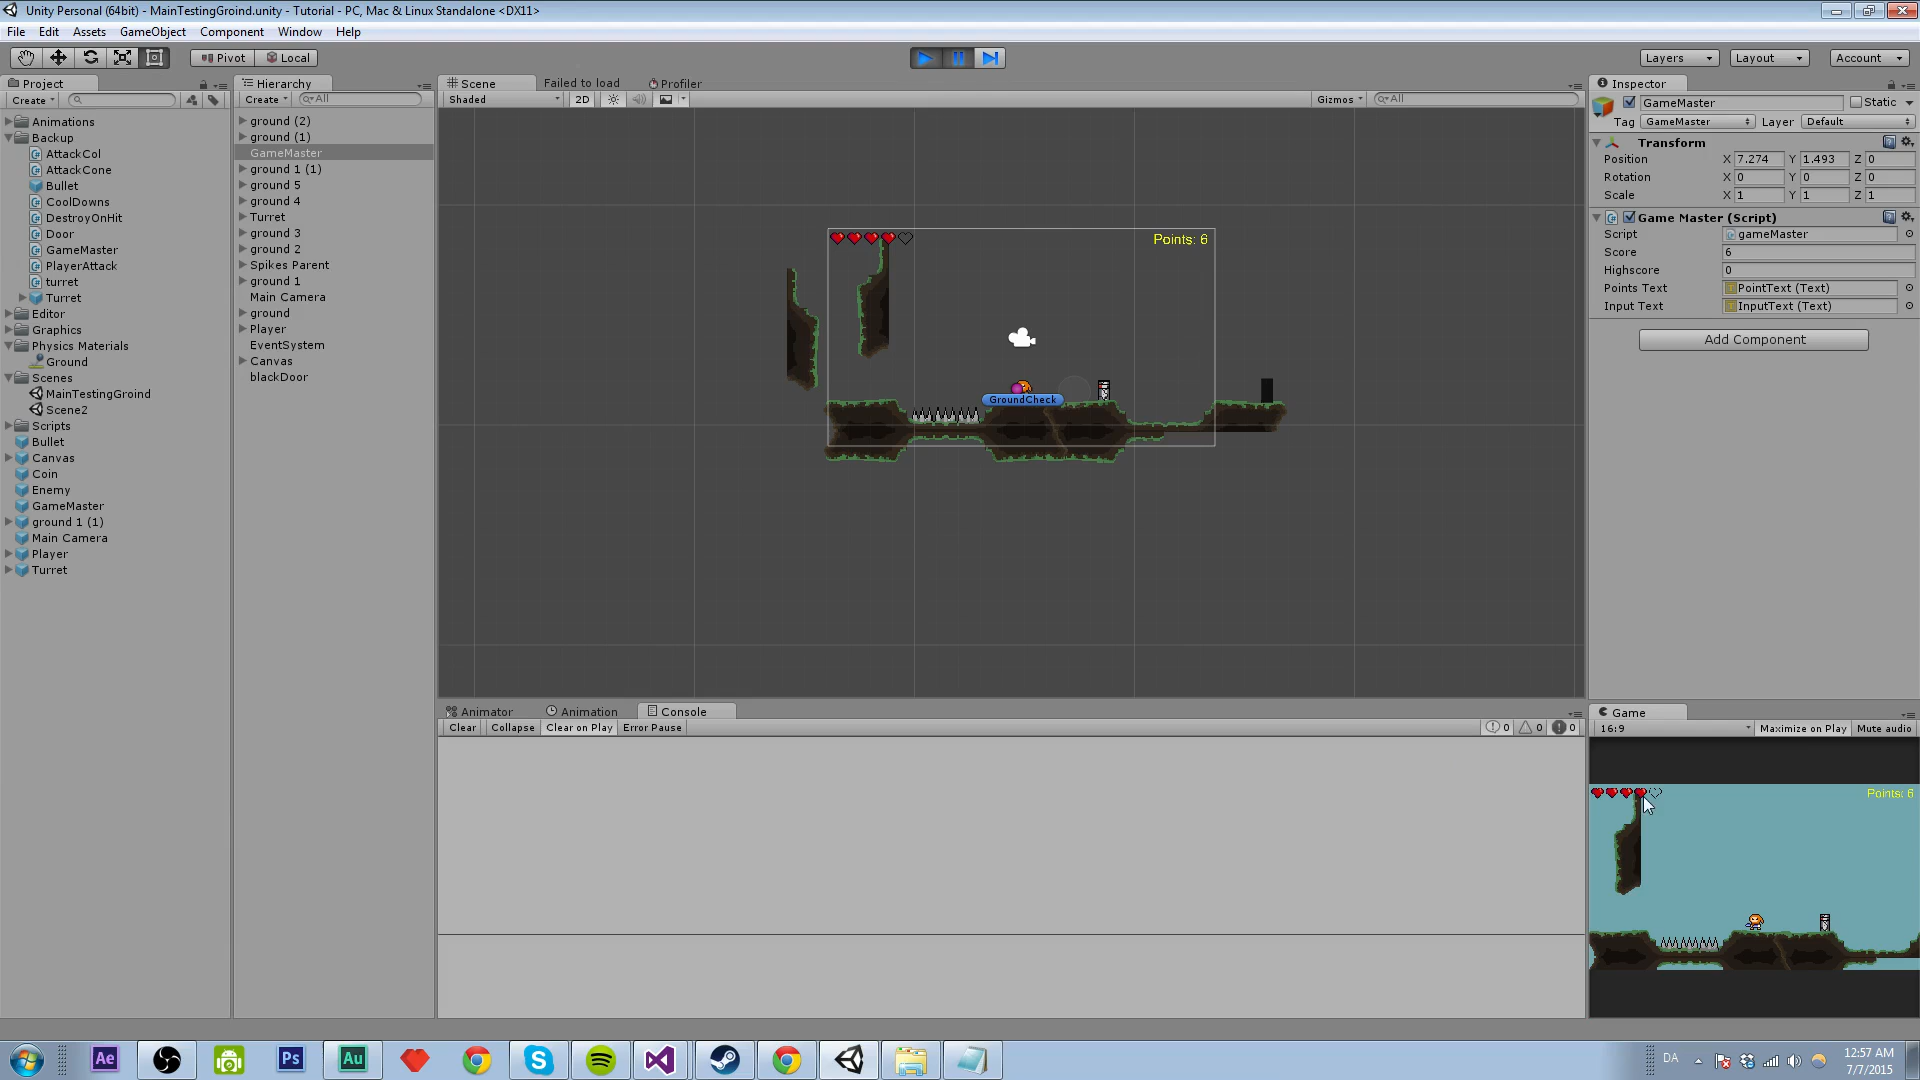 Unity Personal (64bit) - MainTestingGroind.unity - Tutorial - PC, Mac & Linux Standalone <DX11>
File Edit Assets GameObject Component Window Help
Pivot Local
Layers Layout Account
Project
Create
Animations
Backup
AttackCol
AttackCone
Bullet
CoolDowns
DestroyOnHit
Door
GameMaster
PlayerAttack
turret
Turret
Editor
Graphics
Physics Materials
Ground
Scenes
MainTestingGroind
Scene2
Scripts
Bullet
Canvas
Coin
Enemy
GameMaster
ground 1 (1)
Main Camera
Player
Turret
Hierarchy
Create All
ground (2)
ground (1)
GameMaster
ground 1 (1)
ground 5
ground 4
Turret
ground 3
ground 2
Spikes Parent
ground 1
Main Camera
ground
Player
EventSystem
Canvas
blackDoor
Scene Failed to load Profiler
Shaded 2D Gizmos All
Points: 6
GroundCheck
Animator Animation Console
Clear Collapse Clear on Play Error Pause 0 0 0
Inspector
GameMaster Static
Tag GameMaster Layer Default
Transform
Position X 7.274 Y 1.493 Z 0
Rotation X 0 Y 0 Z 0
Scale X 1 Y 1 Z 1
Game Master (Script)
Script gameMaster
Score 6
Highscore 0
Points Text PointText (Text)
Input Text InputText (Text)
Add Component
Game
16:9 Maximize on Play Mute audio
Points: 6
Ae Ps Au
DA 12:57 AM
7/7/2015